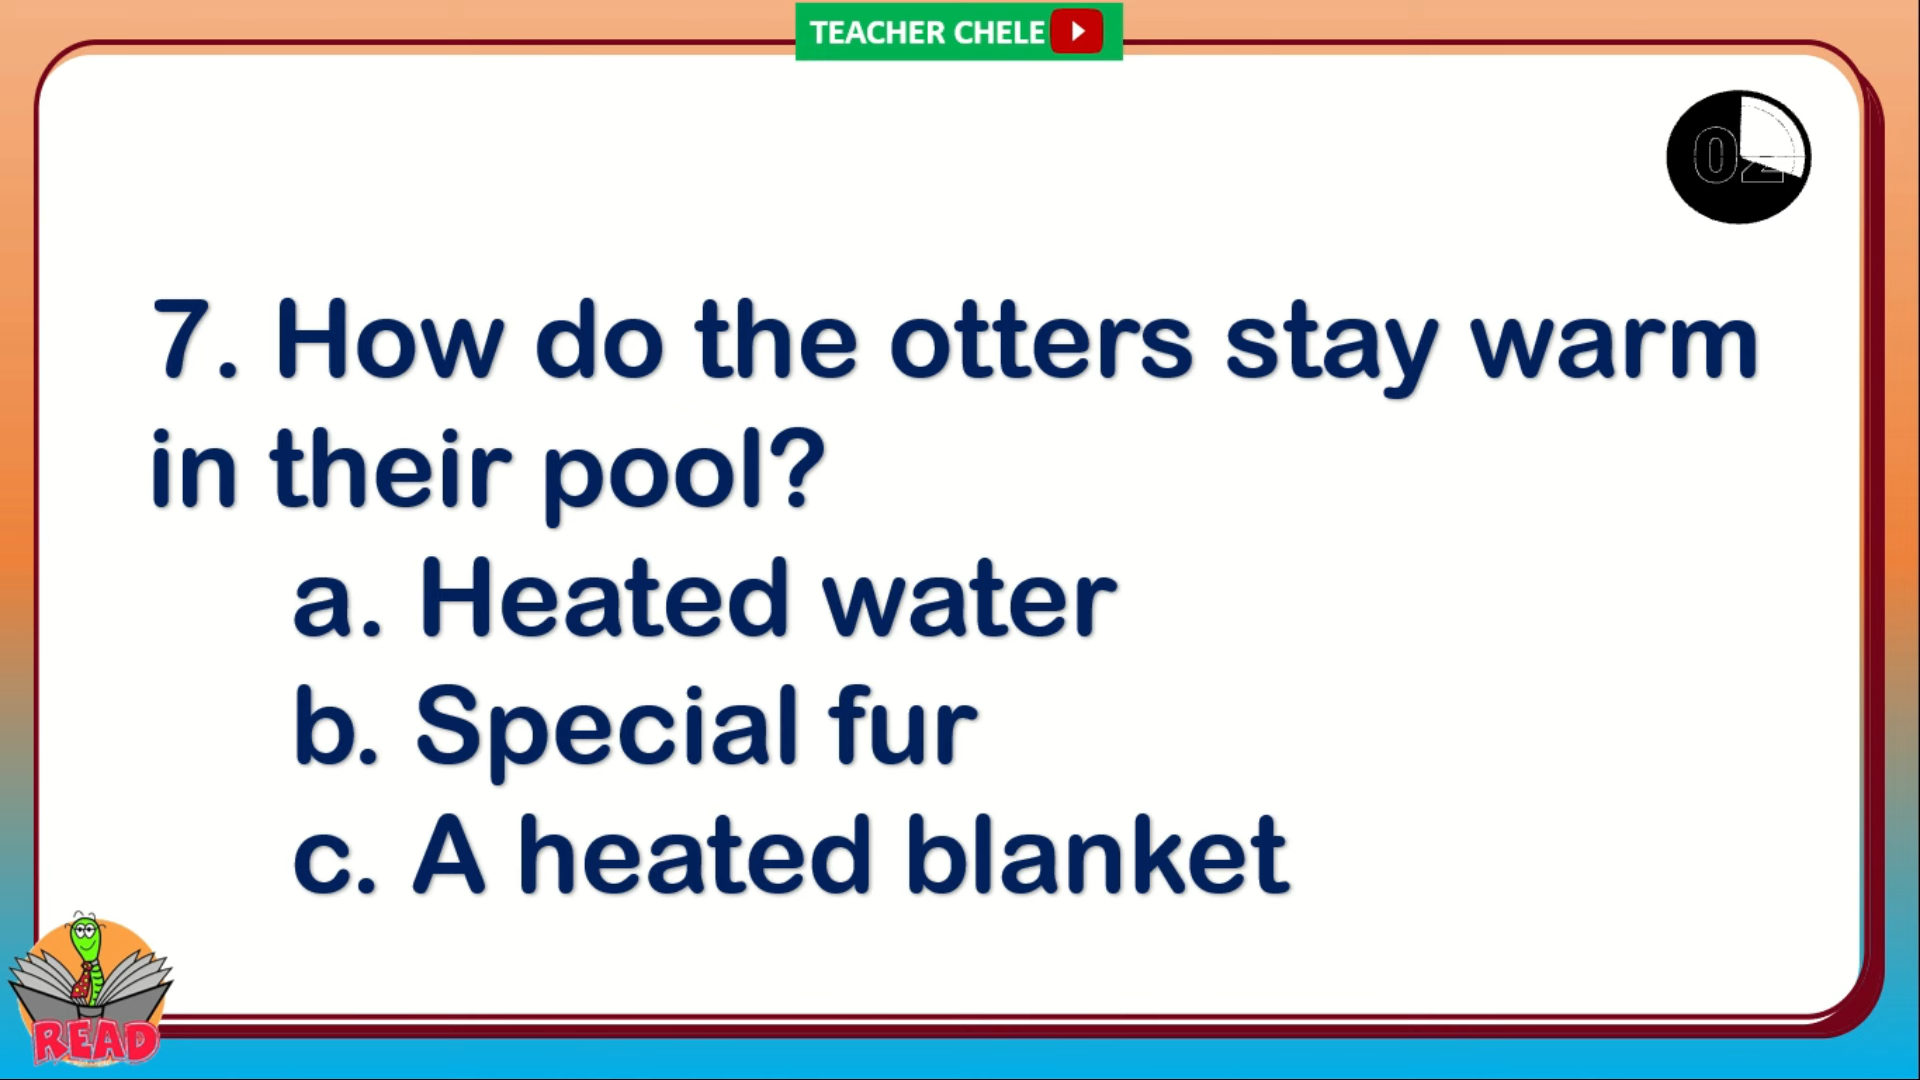 TEACHER CHELE
02
7. How do the otters stay warm
in their pool?
a. Heated water
b. Special fur
c. A heated blanket
READ